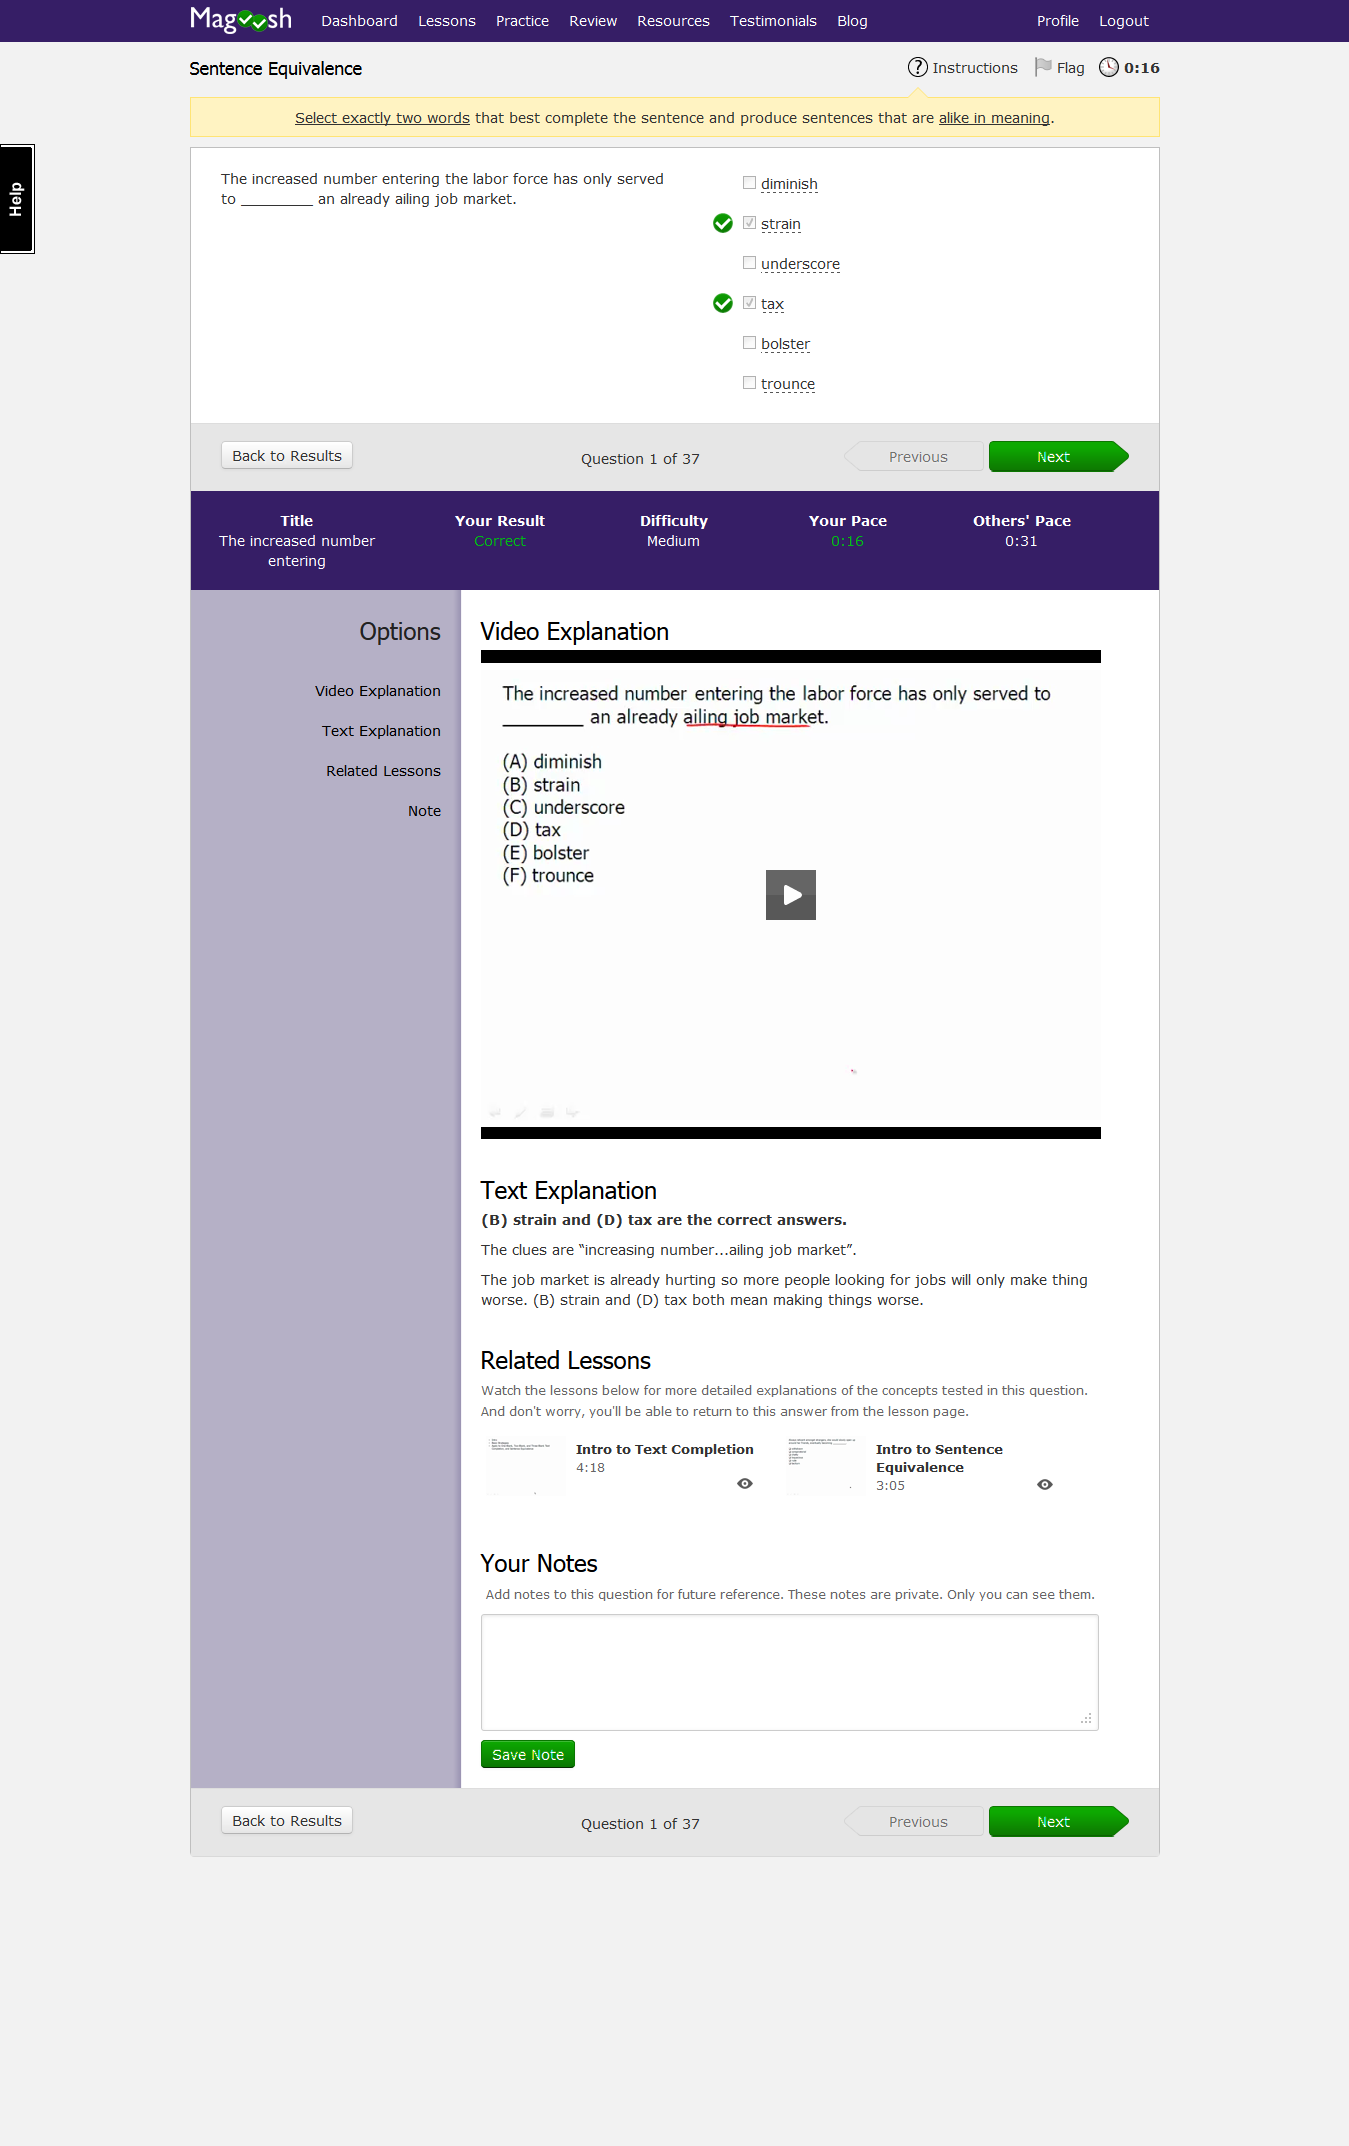 Magoosh Dashboard Lessons Practice Review Resources Testimonials Blog Profile Logout
Sentence Equivalence
Instructions Flag 0:16
Select exactly two words that best complete the sentence and produce sentences that are alike in meaning.
Help
The increased number entering the labor force has only served
to _________ an already ailing job market.
diminish
strain
underscore
tax
bolster
trounce
Back to Results Question 1 of 37 Previous Next
Title Your Result Difficulty Your Pace Others' Pace
The increased number Correct Medium 0:16 0:31
entering
Options
Video Explanation
Text Explanation
Related Lessons
Note
Video Explanation
The increased number entering the labor force has only served to
________ an already ailing job market.
(A) diminish
(B) strain
(C) underscore
(D) tax
(E) bolster
(F) trounce
Text Explanation
(B) strain and (D) tax are the correct answers.
The clues are “increasing number...ailing job market”.
The job market is already hurting so more people looking for jobs will only make thing
worse. (B) strain and (D) tax both mean making things worse.
Related Lessons
Watch the lessons below for more detailed explanations of the concepts tested in this question.
And don't worry, you'll be able to return to this answer from the lesson page.
Intro to Text Completion
4:18
Intro to Sentence
Equivalence
3:05
Your Notes
Add notes to this question for future reference. These notes are private. Only you can see them.
Save Note
Back to Results Question 1 of 37 Previous Next